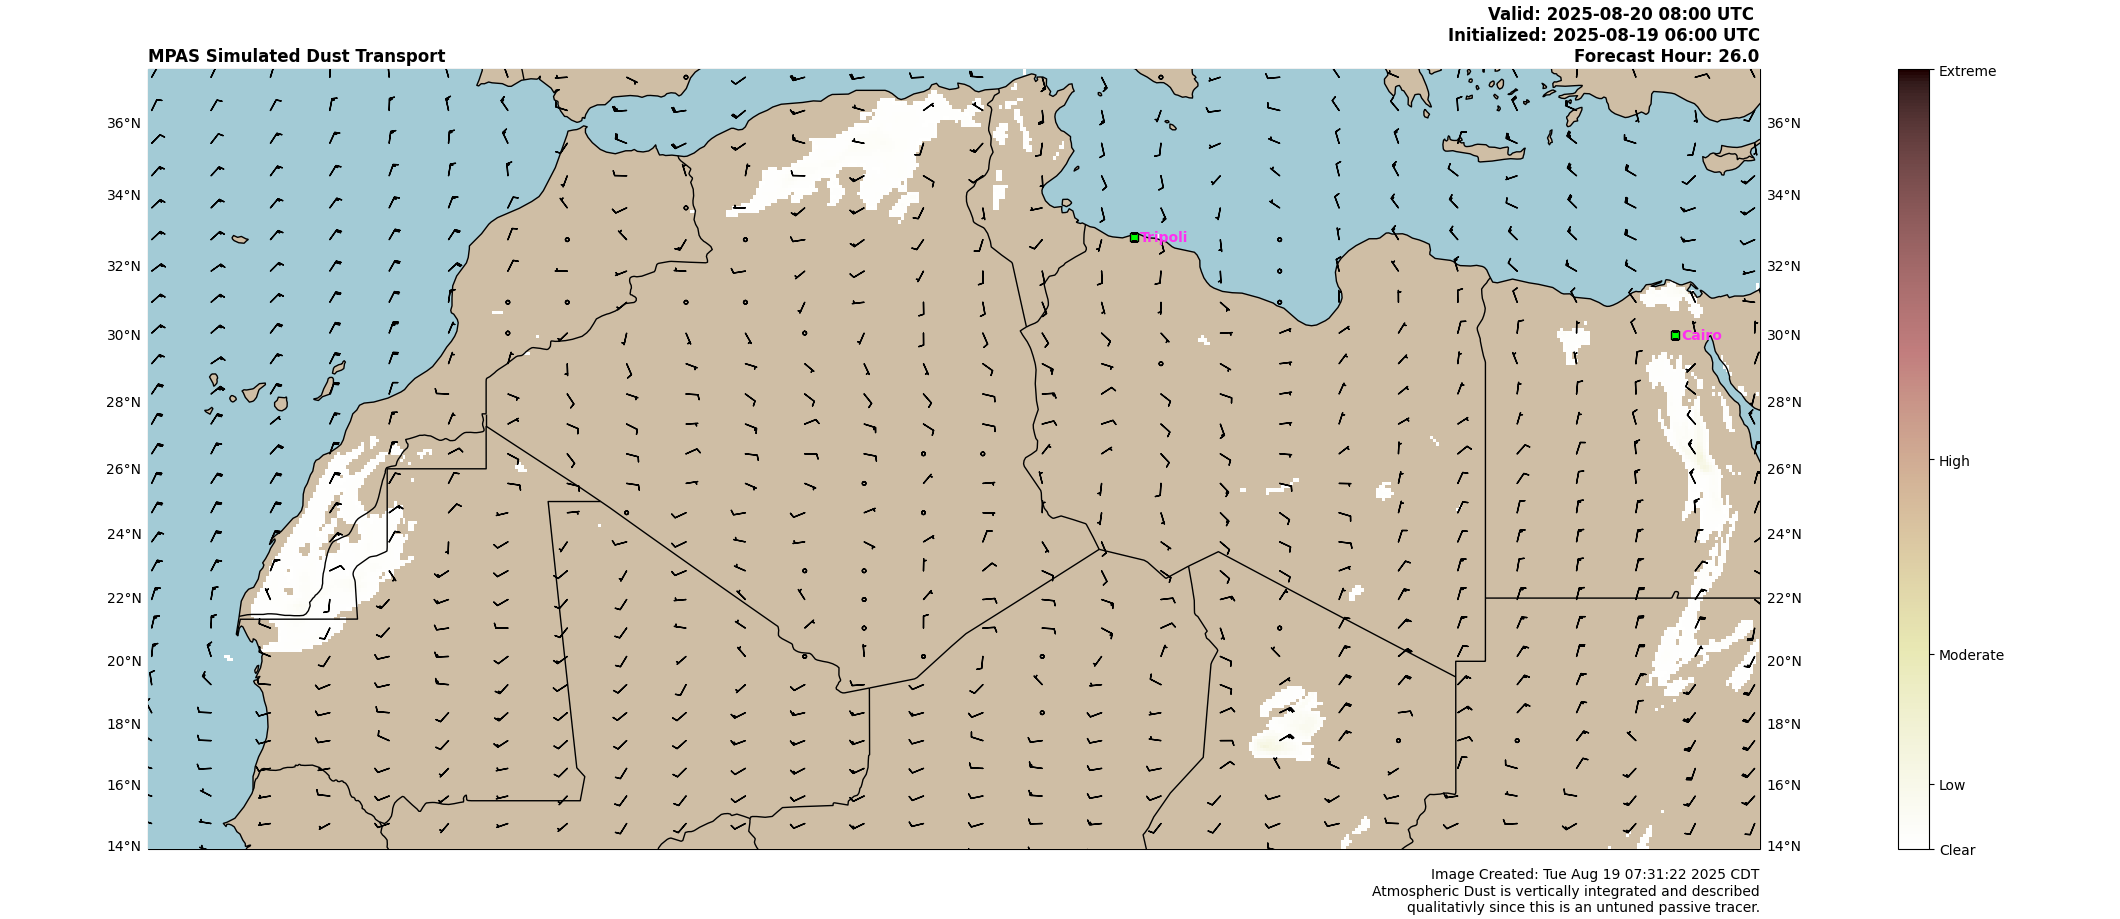 Valid: 2025-08-20 08:00 UTC
Initialized: 2025-08-19 06:00 UTC
MPAS Simulated Dust Transport
Forecast Hour: 26.0
Extreme
36°N
36°N
34°N
34°N
Tripoli
32°N
32°N
30°N
Cairo
30°N
28°N
28°N
26°N
26°N
High
24°N
24°N
22°N
22°N
20°N
20°N
Moderate
18°N
18°N
16°N
16°N
Low
14°N
14°N
Clear
Image Created: Tue Aug 19 07:31:22 2025 CDT
Atmospheric Dust is vertically integrated and described
qualitativly since this is an untuned passive tracer.